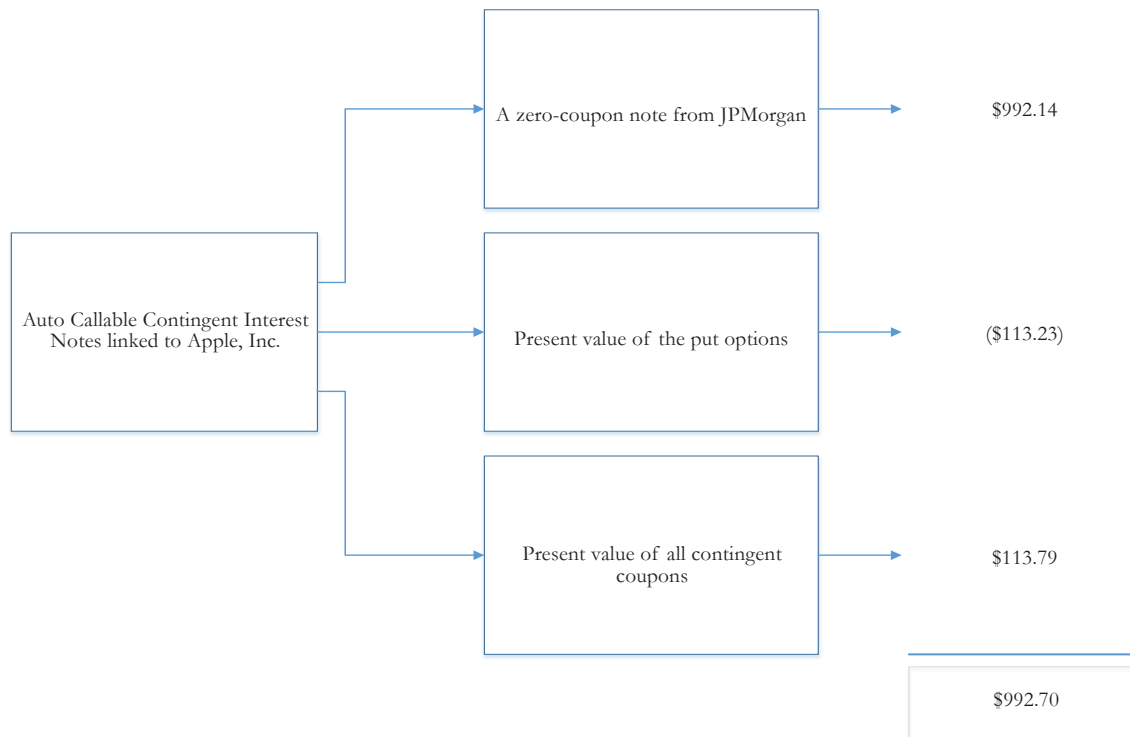 A zero-coupon note from JPMorgan
$992.14
Auto Callable Contingent Interest
Notes linked to Apple, Inc.
Present value of the put options
($113.23)
Present value of all contingent
coupons
$113.79
$992.70